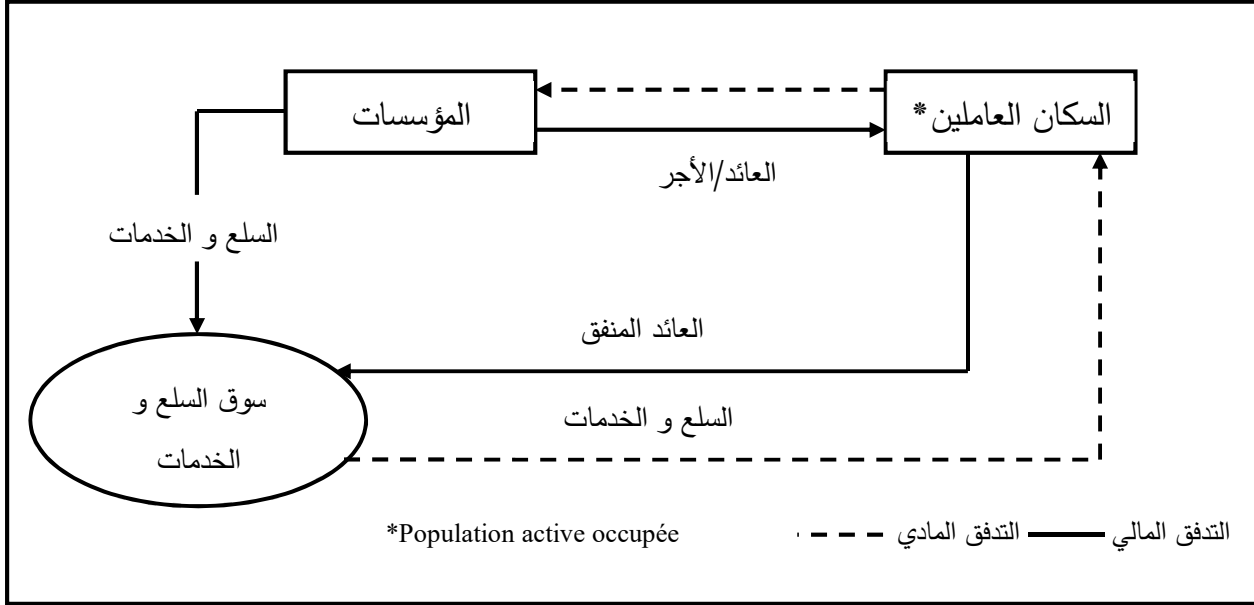 السكان العاملين*
المؤسسات
العائد/الأجر
السلع و الخدمات
العائد المنفق
سوق السلع و
الخدمات
السلع و الخدمات
التدفق المالي
التدفق المادي
*Population active occupée